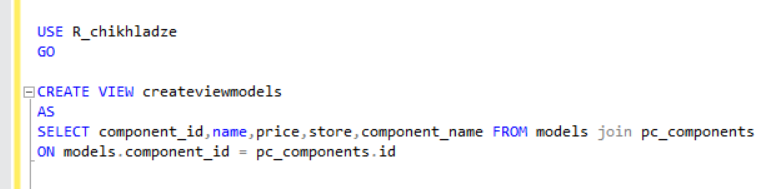 USE R_chikhladze
GO
CREATE VIEW createviewmodels
AS
SELECT component_id,name,price,store,component_name FROM models join pc_components
ON models.component_id = pc_components.id